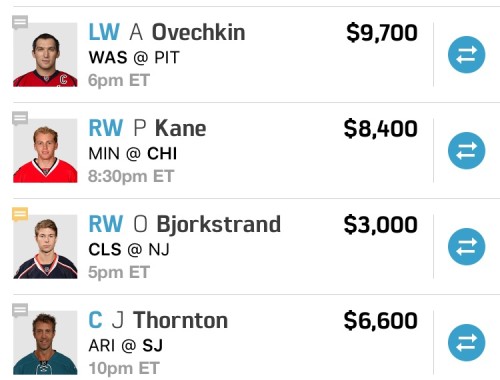 LW A Ovechkin $9,700
WAS @ PIT
6pm ET
RW P Kane $8,400
MIN @ CHI
8:30pm ET
RW O Bjorkstrand $3,000
CLS @ NJ
5pm ET
C J Thornton $6,600
ARI @ SJ
10pm ET